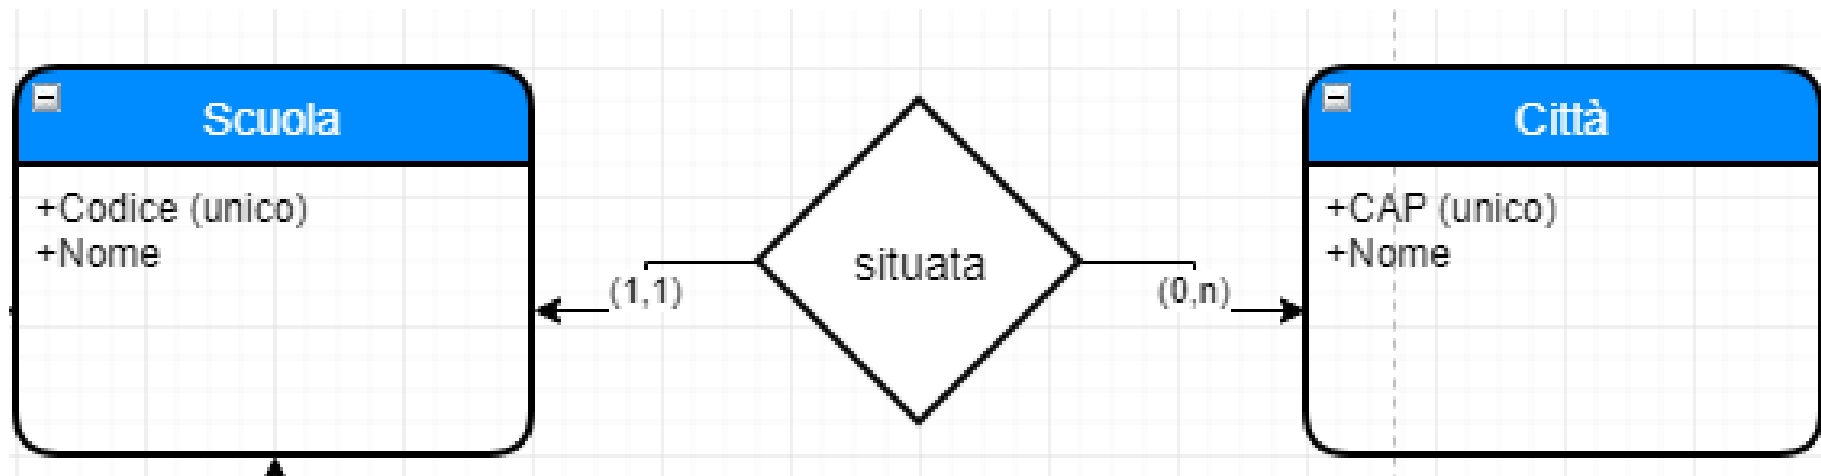 Scuola
+Codice (unico)
+Nome
situata
(1,1)
(0,n)
Città
+CAP (unico)
+Nome